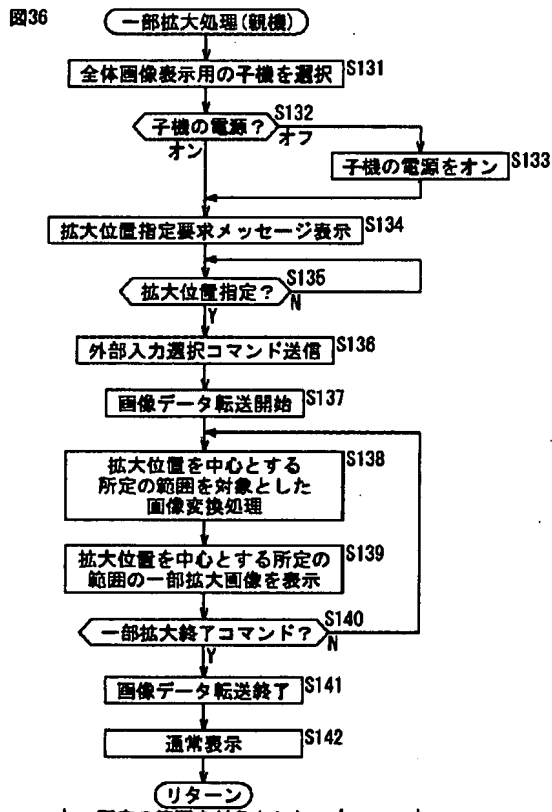 図36
一部拡大処理(親機)
全体画像表示用の子機を選択 S131
S132
子機の電源?
オフ
オン
子機の電源をオン S133
拡大位置指定要求メッセージ表示 S134
S135
拡大位置指定?
N
Y
外部入力選択コマンド送信 S136
画像データ転送開始 S137
拡大位置を中心とする
所定の範囲を対象とした
画像変換処理
S138
拡大位置を中心とする所定の
範囲の一部拡大画像を表示
S139
S140
一部拡大終了コマンド?
N
Y
画像データ転送終了 S141
通常表示 S142
リターン